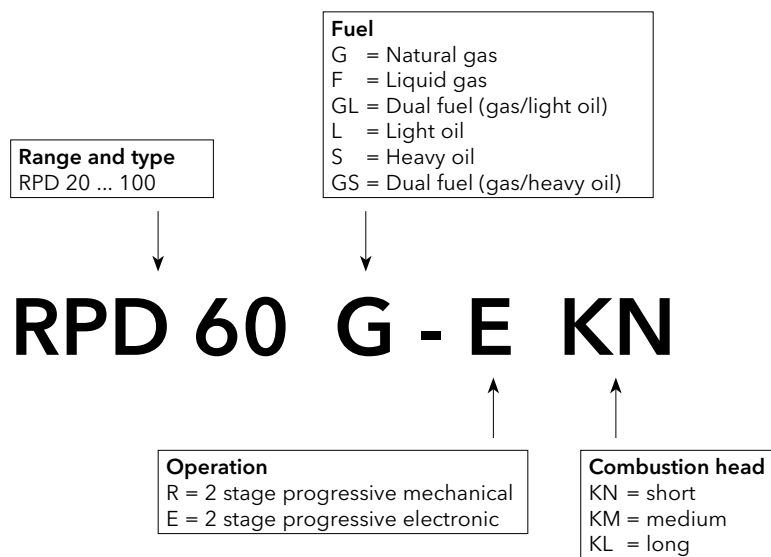 Fuel
G = Natural gas
F = Liquid gas
GL = Dual fuel (gas/light oil)
L = Light oil
S = Heavy oil
GS = Dual fuel (gas/heavy oil)
Range and type
RPD 20 ... 100
RPD 60 G - E KN
Operation
R = 2 stage progressive mechanical
E = 2 stage progressive electronic
Combustion head
KN = short
KM = medium
KL = long